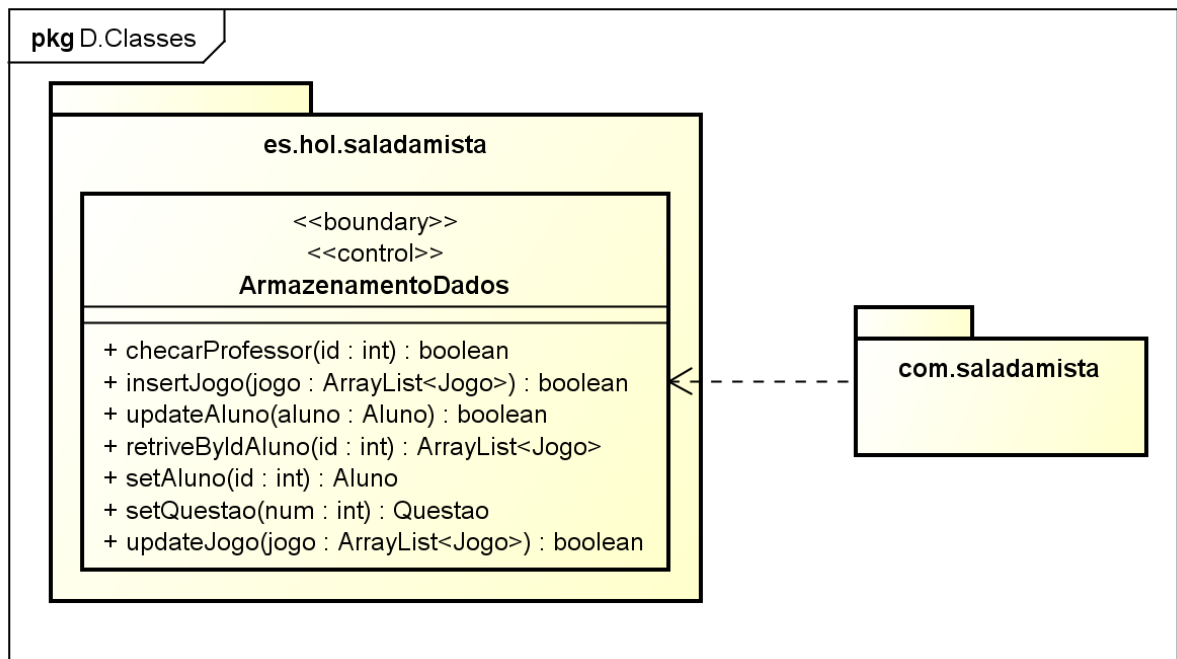 pkg D.Classes
es.hol.saladamista
<<boundary>>
<<control>>
ArmazenamentoDados
+ checarProfessor(id : int) : boolean
+ insertJogo(jogo : ArrayList<Jogo>) : boolean
+ updateAluno(aluno : Aluno) : boolean
+ retriveByIdAluno(id : int) : ArrayList<Jogo>
+ setAluno(id : int) : Aluno
+ setQuestao(num : int) : Questao
+ updateJogo(jogo : ArrayList<Jogo>) : boolean
com.saladamista